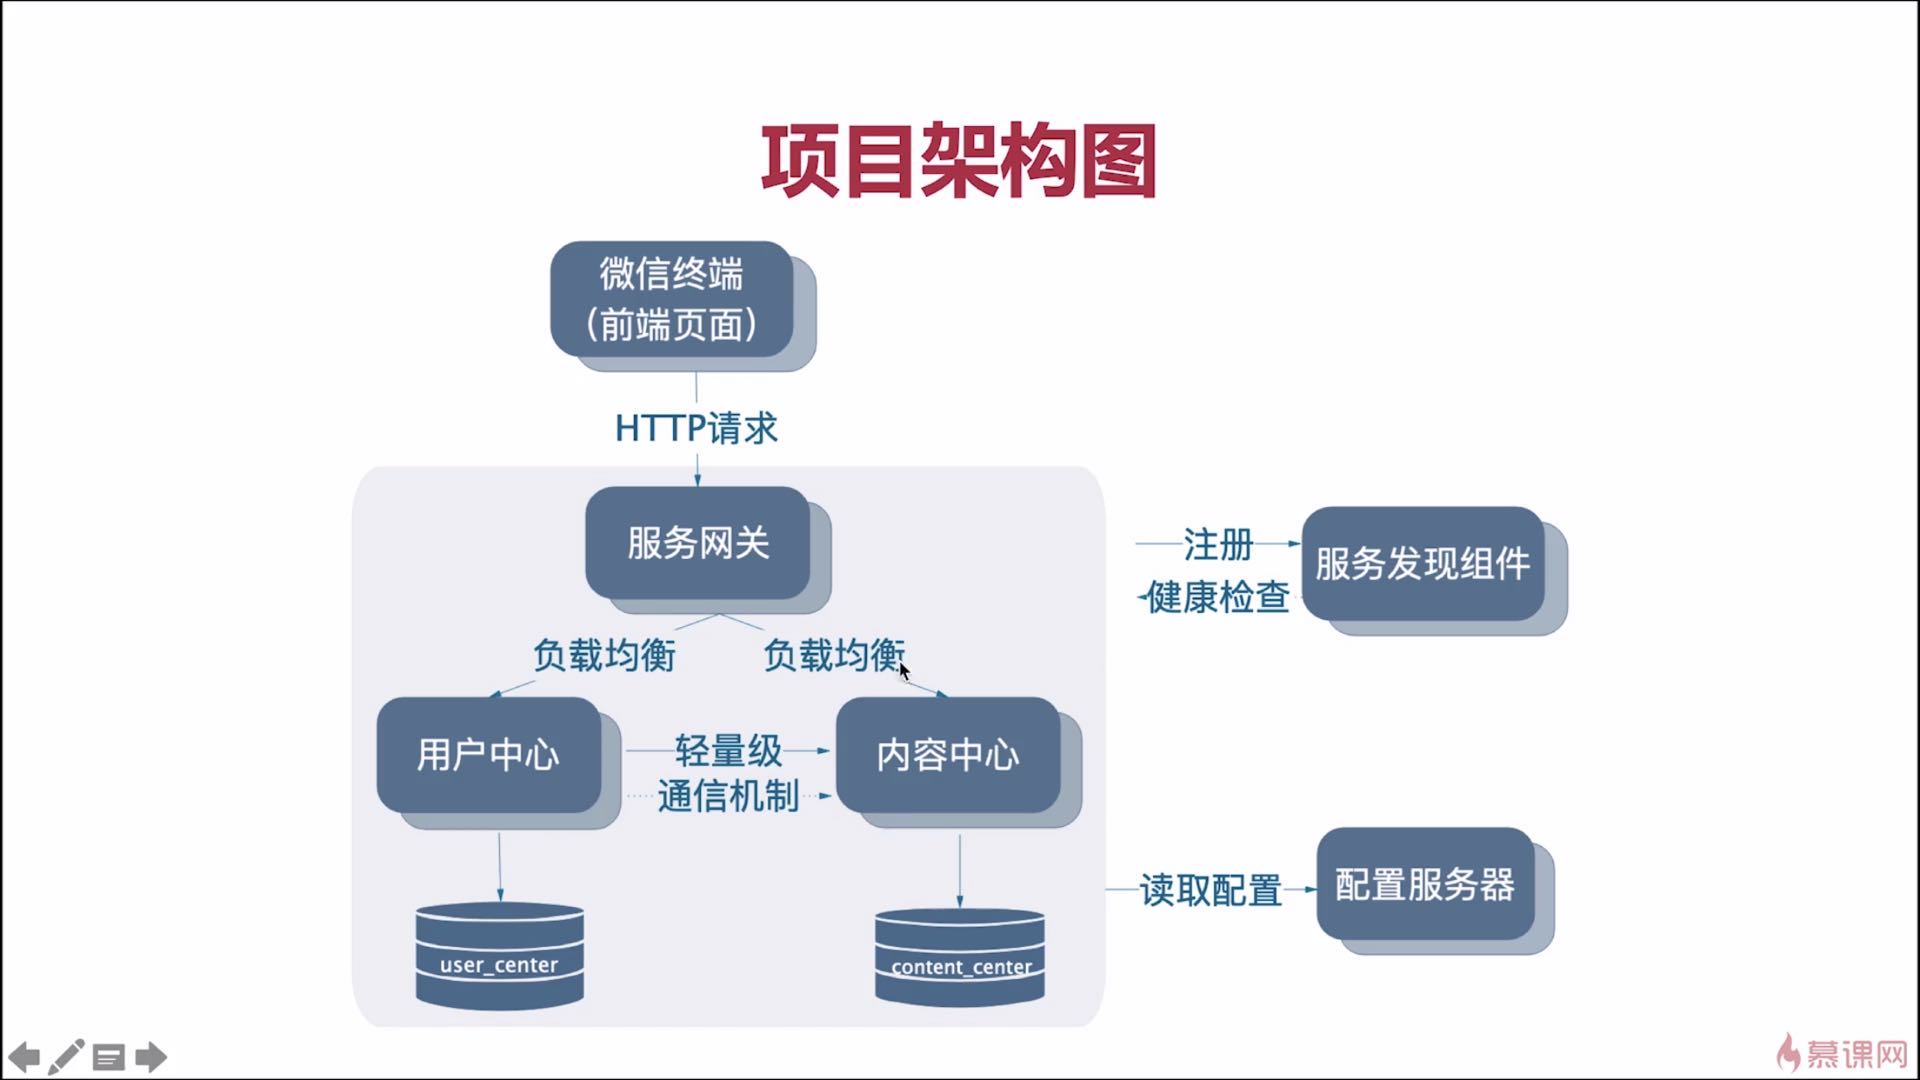 项目架构图
微信终端
(前端页面)
HTTP请求
服务网关
负载均衡
负载均衡
用户中心
轻量级
通信机制
内容中心
user_center
content_center
注册
健康检查
服务发现组件
读取配置
配置服务器
慕课网